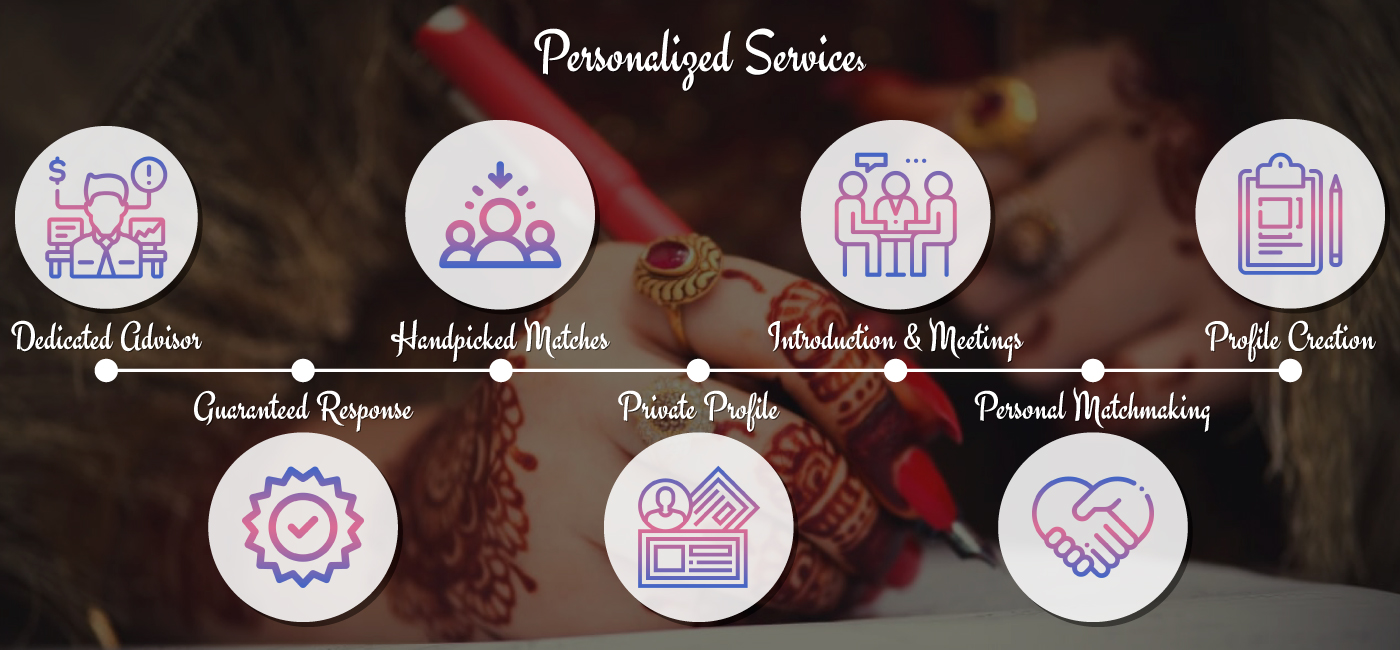 Personalized Services
$
Dedicated Advisor
Handpicked Matches
Introduction & Meetings
Profile Creation
Guaranteed Response
Private Profile
Personal Matchmaking